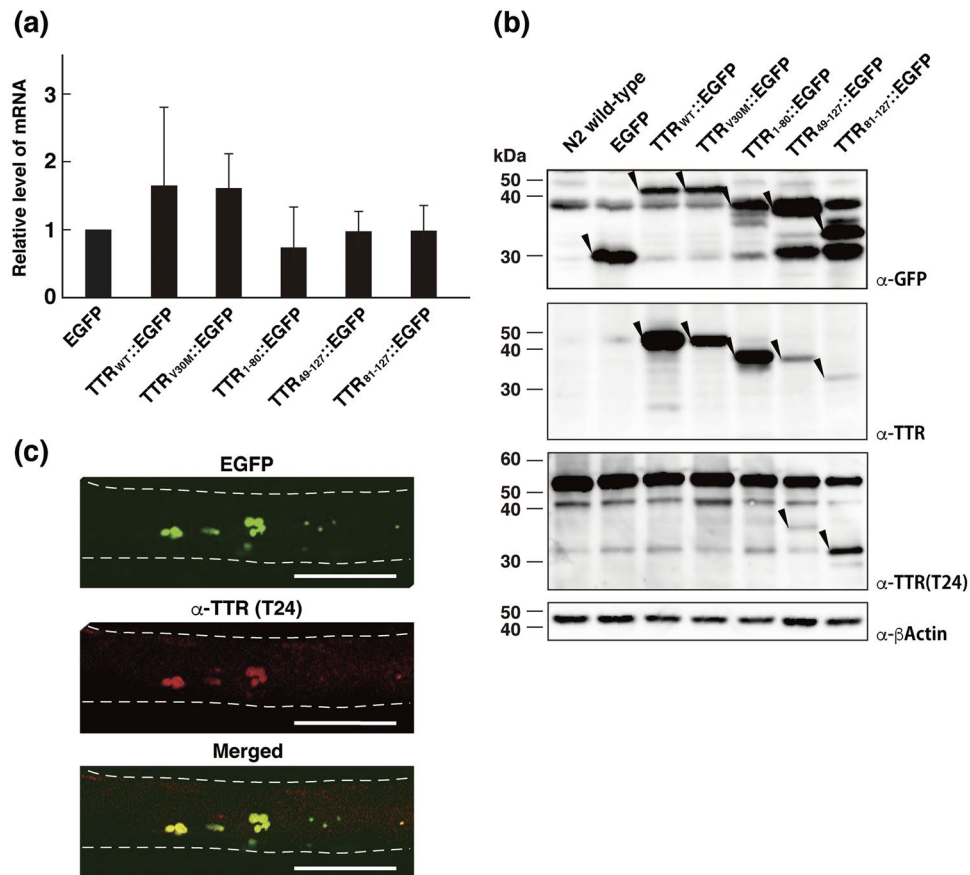 (a)
Relative level of mRNA
3
2
1
0
EGFP
TTRWT::EGFP
TTRV30M::EGFP
TTR1-80::EGFP
TTR49-127::EGFP
TTR81-127::EGFP
(b)
N2 wild-type
EGFP
TTRWT::EGFP
TTRV30M::EGFP
TTR1-80::EGFP
TTR49-127::EGFP
TTR81-127::EGFP
kDa
50
40
30
α-GFP
50
40
30
α-TTR
60
50
40
30
α-TTR(T24)
50
40
α-βActin
(c)
EGFP
α-TTR (T24)
Merged